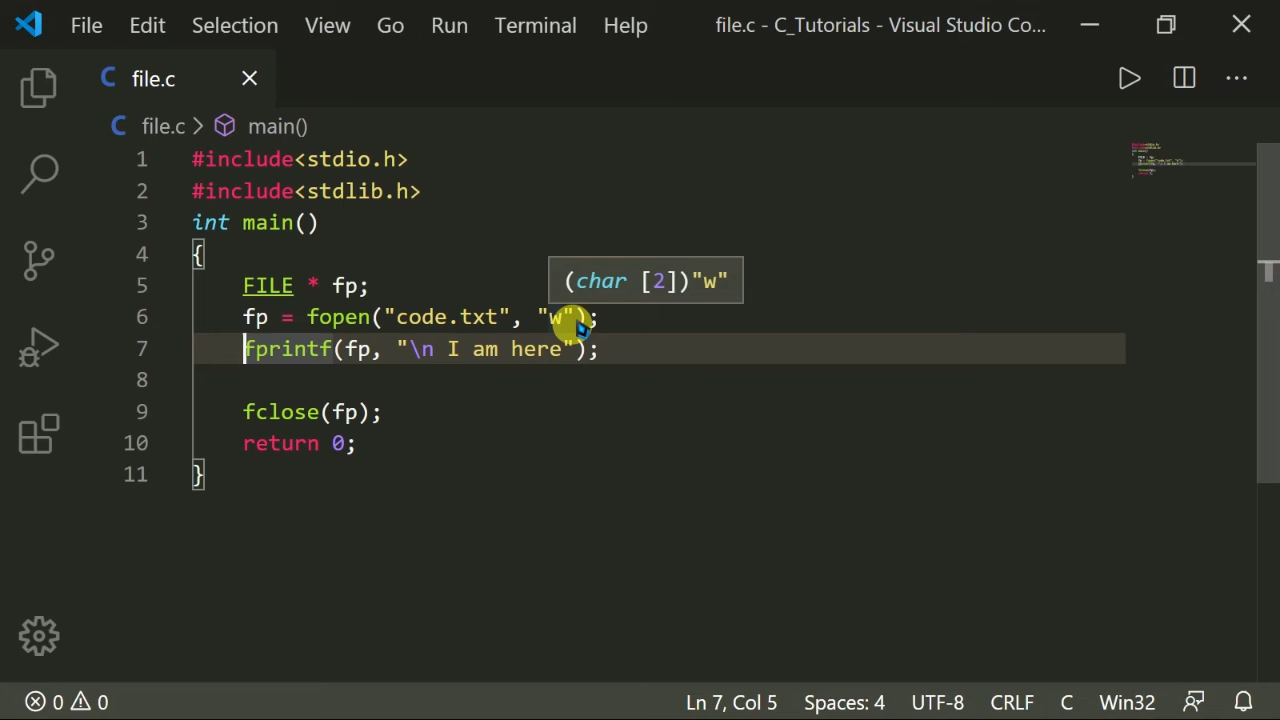 File Edit Selection View Go Run Terminal Help file.c - C_Tutorials - Visual Studio Co...
C file.c
C file.c main()
1 #include<stdio.h>
2 #include<stdlib.h>
3 int main()
4 {
(char [2])"w"
5 FILE * fp;
6 fp = fopen("code.txt", "w");
7 fprintf(fp, "\n I am here");
8
9 fclose(fp);
10 return 0;
11 }
0 0 Ln 7, Col 5 Spaces: 4 UTF-8 CRLF C Win32